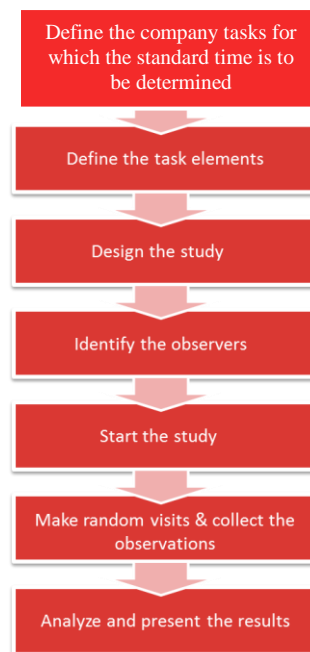 Define the company tasks for
which the standard time is to
be determined
Define the task elements
Design the study
Identify the observers
Start the study
Make random visits & collect the
observations
Analyze and present the results